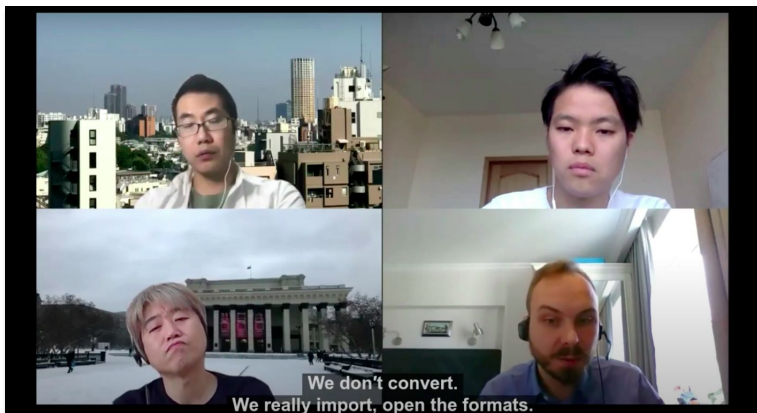 We don't convert.
We really import, open the formats.